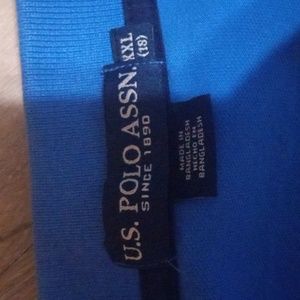 XXL
(18)
U.S. POLO ASSN.
SINCE 1890
MADE IN
BANGLADESH
HECHO EN
BANGLADESH